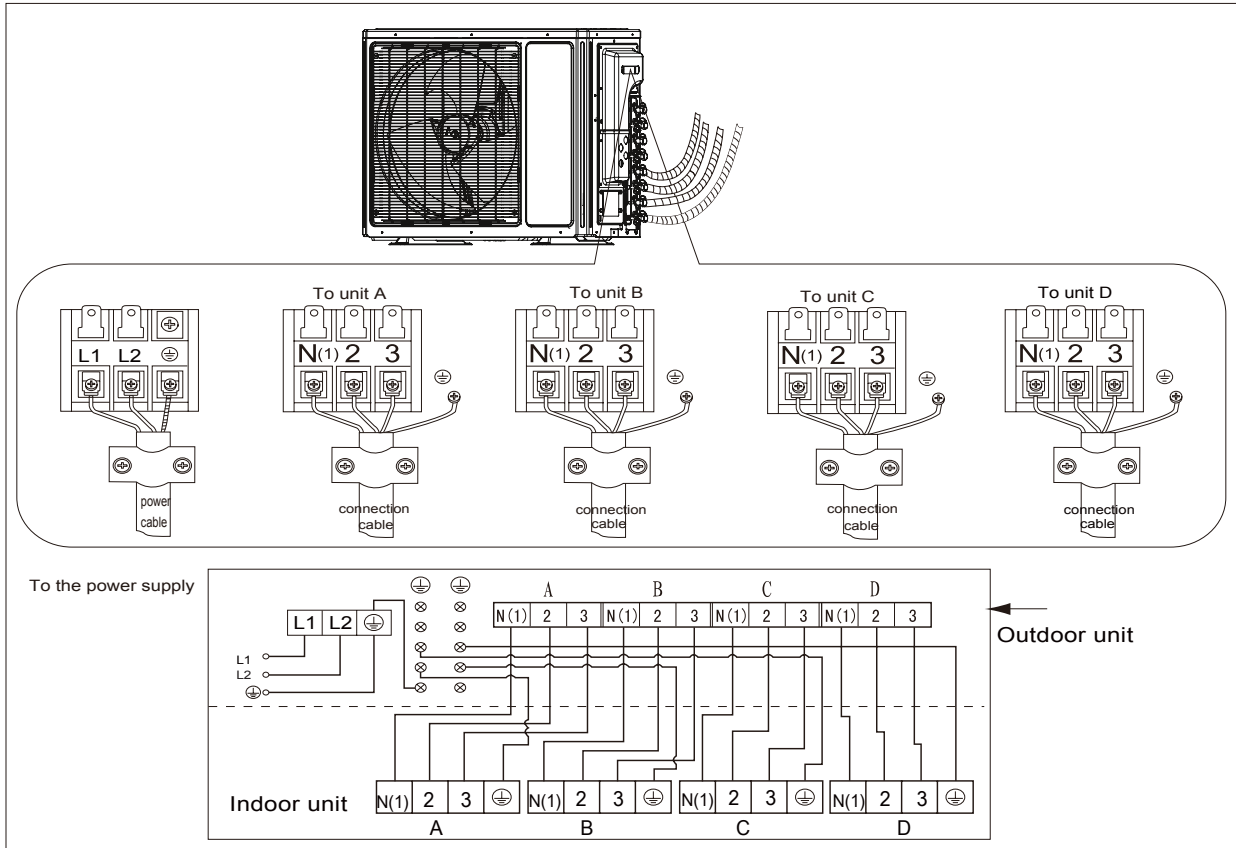 To unit A
To unit B
To unit C
To unit D
L1 L2 ⏚
N(1) 2 3 ⏚
N(1) 2 3 ⏚
N(1) 2 3 ⏚
N(1) 2 3 ⏚
power
cable
connection
cable
connection
cable
connection
cable
connection
cable
To the power supply
A B C D
N(1) 2 3 N(1) 2 3 N(1) 2 3 N(1) 2 3
L1 L2 ⏚
Outdoor unit
L1
L2
⏚
Indoor unit
N(1) 2 3 ⏚
N(1) 2 3 ⏚
N(1) 2 3 ⏚
N(1) 2 3 ⏚
A B C D